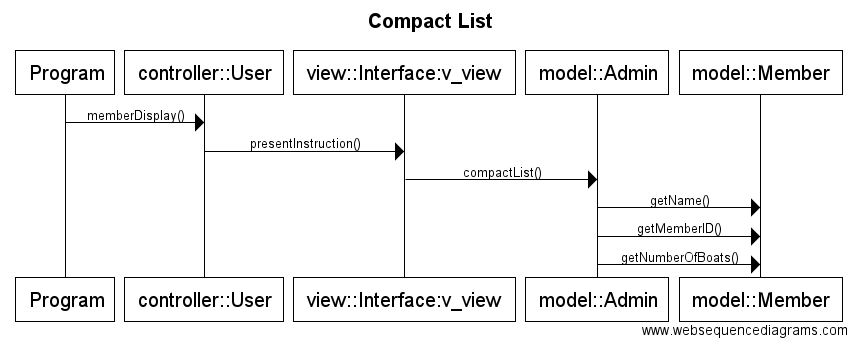 Compact List
Program controller::User view::Interface:v_view model::Admin model::Member
memberDisplay()
presentInstruction()
compactList()
getName()
getMemberID()
getNumberOfBoats()
Program controller::User view::Interface:v_view model::Admin model::Member
www.websequencediagrams.com